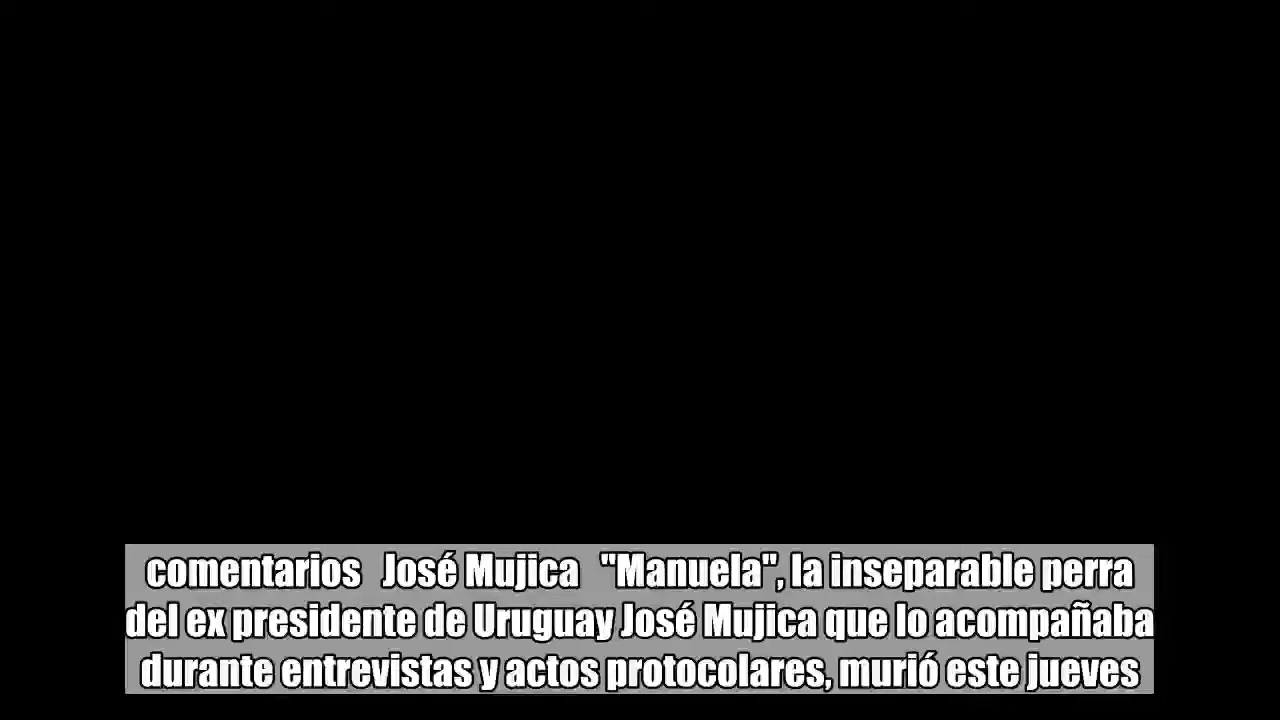 comentarios José Mujica "Manuela", la inseparable perra
del ex presidente de Uruguay José Mujica que lo acompañaba
durante entrevistas y actos protocolares, murió este jueves